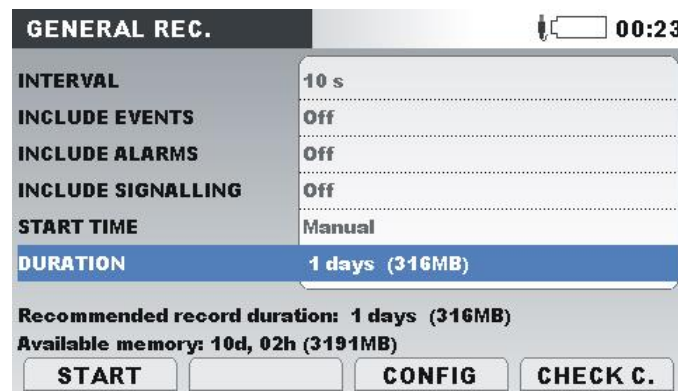 GENERAL REC. 00:23
INTERVAL 10 s
INCLUDE EVENTS Off
INCLUDE ALARMS Off
INCLUDE SIGNALLING Off
START TIME Manual
DURATION 1 days (316MB)
Recommended record duration: 1 days (316MB)
Available memory: 10d, 02h (3191MB)
START CONFIG CHECK C.